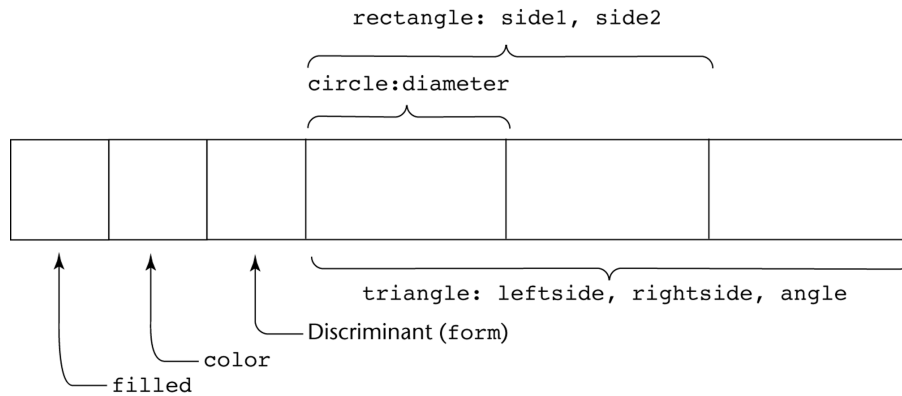 rectangle: side1, side2
circle:diameter
triangle: leftside, rightside, angle
Discriminant (form)
color
filled